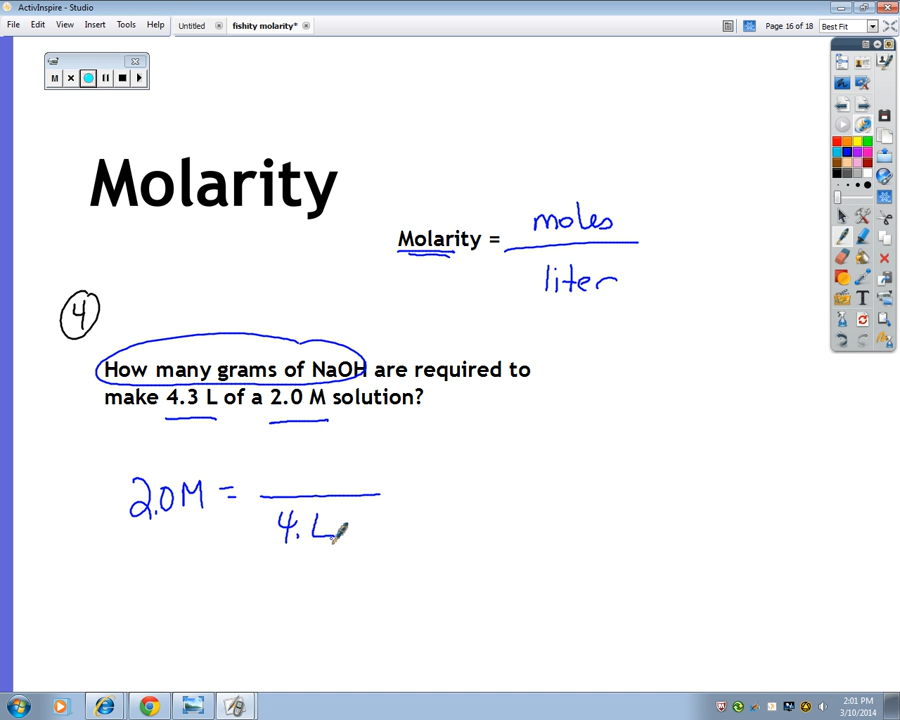 ActivInspire - Studio
File Edit View Insert Tools Help
Untitled
fishity molarity*
Page 16 of 18
Best Fit
M
Molarity
Molarity =
moles
liter
4
How many grams of NaOH are required to
make 4.3 L of a 2.0 M solution?
2.0M =
4. L
T
2:01 PM
3/10/2014